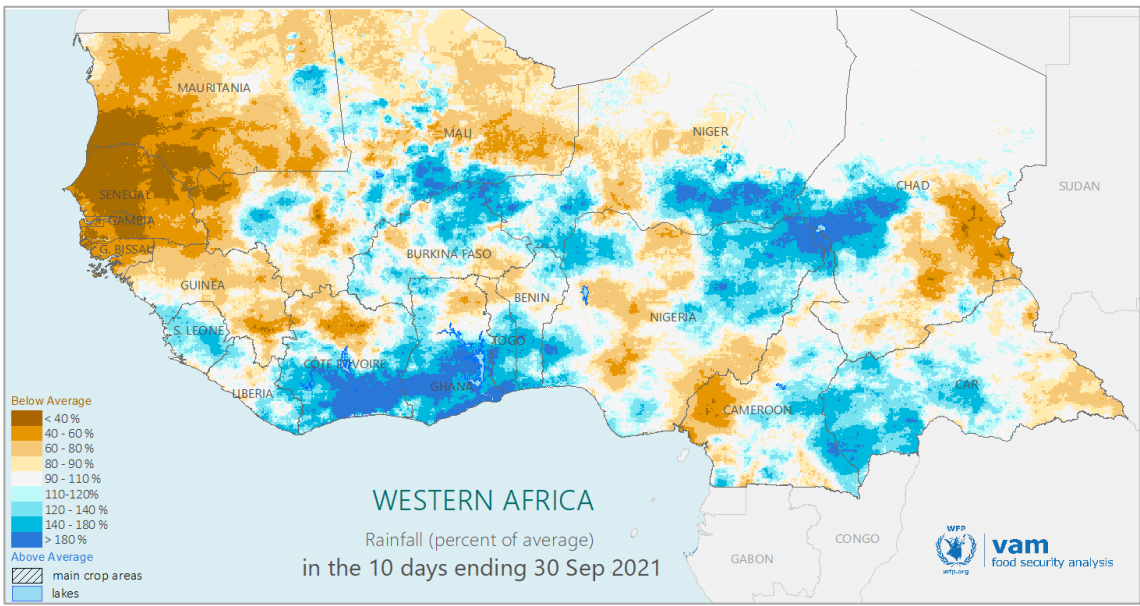 MAURITANIA
MALI
NIGER
CHAD
SUDAN
SENEGAL
GAMBIA
G. BISSAU
BURKINA FASO
GUINEA
BENIN
NIGERIA
S. LEONE
TOGO
CÔTE D'IVOIRE
GHANA
LIBERIA
CAMEROON
CAR
GABON
CONGO
Below Average
< 40 %
40 - 60 %
60 - 80 %
80 - 90 %
90 - 110 %
110-120%
120 - 140 %
140 - 180 %
> 180 %
Above Average
main crop areas
lakes
WESTERN AFRICA
Rainfall (percent of average)
in the 10 days ending 30 Sep 2021
WFP
wfp.org
vam
food security analysis